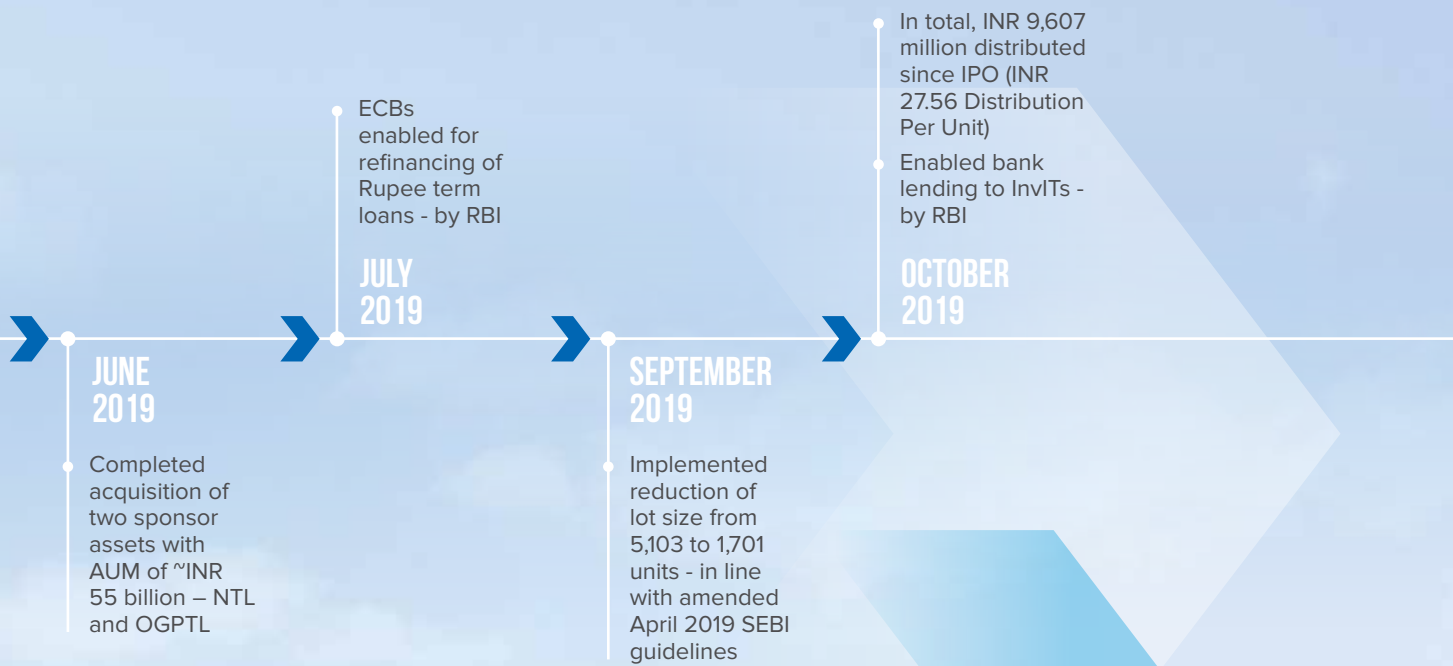 JUNE
2019
Completed
acquisition of
two sponsor
assets with
AUM of ~INR
55 billion – NTL
and OGPTL
ECBs
enabled for
refinancing of
Rupee term
loans - by RBI
JULY
2019
SEPTEMBER
2019
Implemented
reduction of
lot size from
5,103 to 1,701
units - in line
with amended
April 2019 SEBI
guidelines
In total, INR 9,607
million distributed
since IPO (INR
27.56 Distribution
Per Unit)
Enabled bank
lending to InvITs -
by RBI
OCTOBER
2019